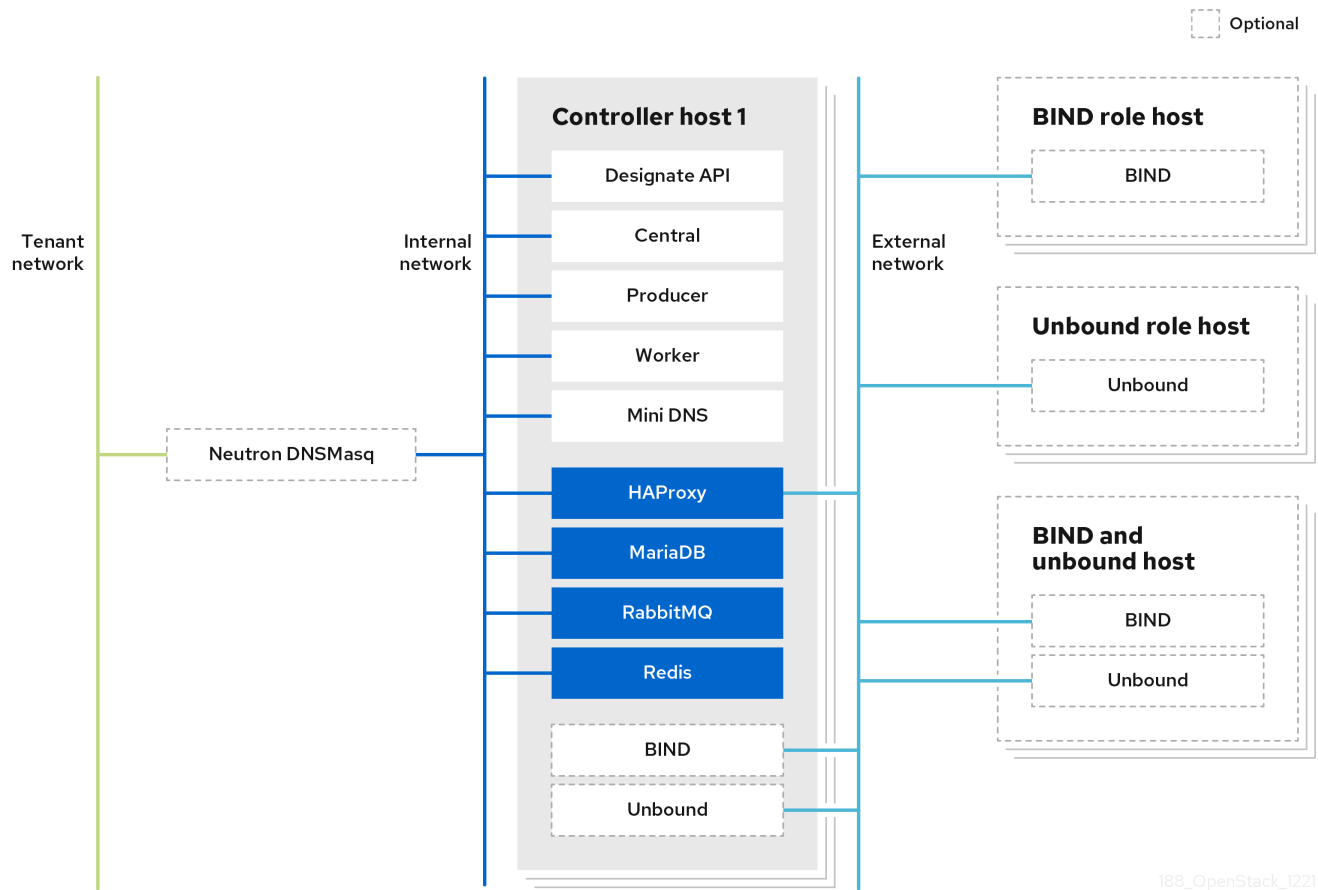 Optional
Tenant
network
Neutron DNSMasq
Internal
network
Controller host 1
Designate API
Central
Producer
Worker
Mini DNS
HAProxy
MariaDB
RabbitMQ
Redis
BIND
Unbound
External
network
BIND role host
BIND
Unbound role host
Unbound
BIND and
unbound host
BIND
Unbound
188_OpenStack_1221